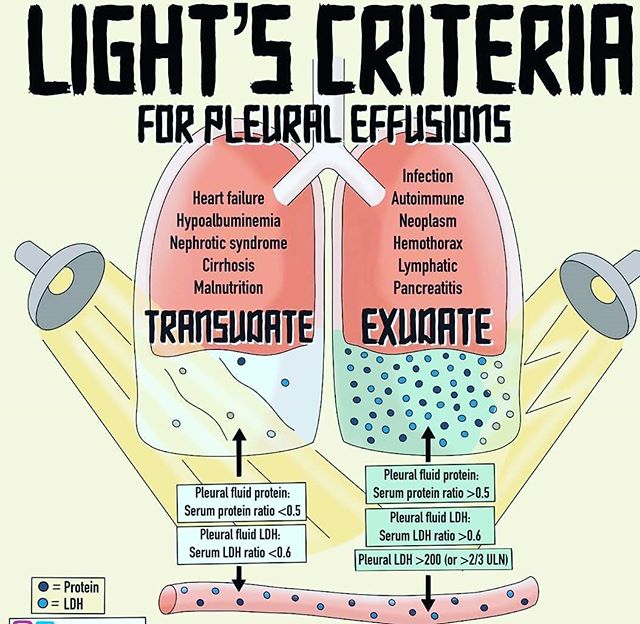 LIGHT'S CRITERIA
FOR PLEURAL EFFUSIONS
Heart failure
Hypoalbuminemia
Nephrotic syndrome
Cirrhosis
Malnutrition
TRANSUDATE
Infection
Autoimmune
Neoplasm
Hemothorax
Lymphatic
Pancreatitis
EXUDATE
Pleural fluid protein:
Serum protein ratio <0.5
Pleural fluid LDH:
Serum LDH ratio <0.6
Pleural fluid protein:
Serum protein ratio >0.5
Pleural fluid LDH:
Serum LDH ratio >0.6
Pleural LDH >200 (or >2/3 ULN)
= Protein
= LDH